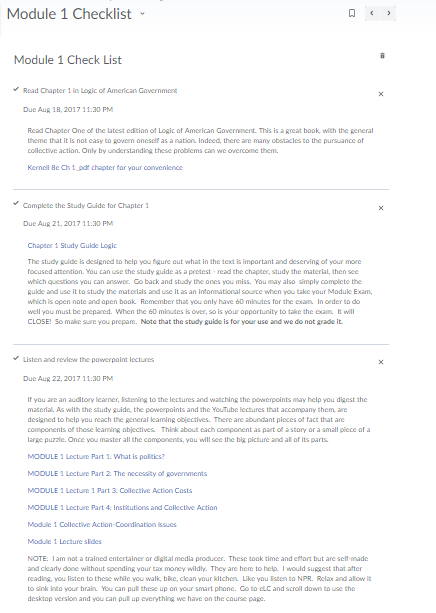 Module 1 Checklist
Module 1 Check List
Read Chapter 1 in Logic of American Government
Due Aug 18, 2017 11:30 PM
Read Chapter One of the latest edition of Logic of American Government. This is a great book, with the general
theme that it is not easy to govern oneself as a nation. Indeed, there are many obstacles to the pursuance of
collective action. Only by understanding these problems can we overcome them.
Kernell 8e Ch 1_pdf chapter for your convenience
Complete the Study Guide for Chapter 1
Due Aug 21, 2017 11:30 PM
Chapter 1 Study Guide Logic
The study guide is designed to help you figure out what in the text is important and deserving of your more
focused attention. You can use the study guide as a pretest - read the chapter, study the material, then see
which questions you can answer. Go back and study the ones you miss. You may also simply complete the
guide and use it to study the materials and use it as an informational source when you take your Module Exam,
which is open note and open book. Remember that you only have 60 minutes for the exam. In order to do
well you must be prepared. When the 60 minutes is over, so is your opportunity to take the exam. It will
CLOSE! So make sure you prepare. Note that the study guide is for your use and we do not grade it.
Listen and review the powerpoint lectures
Due Aug 22, 2017 11:30 PM
If you are an auditory learner, listening to the lectures and watching the powerpoints may help you digest the
material. As with the study guide, the powerpoints and the YouTube lectures that accompany them, are
designed to help you reach the general learning objectives. There are abundant pieces of fact that are
components of those learning objectives. Think about each component as part of a story or a small piece of a
large puzzle. Once you master all the components, you will see the big picture and all of its parts.
MODULE 1 Lecture Part 1: What is politics?
MODULE 1 Lecture Part 2. The necessity of governments
MODULE 1 Lecture 1 Part 3. Collective Action Costs
MODULE 1 Lecture Part 4: Institutions and Collective Action
Module 1 Collective Action-Coordination Issues
Module 1 Lecture slides
NOTE: I am not a trained entertainer or digital media producer. These took time and effort but are self-made
and clearly done without spending your tax money wildly. They are here to help. I would suggest that after
reading, you listen to these while you walk, bike, clean your kitchen. Like you listen to NPR. Relax and allow it
to sink into your brain. You can pull these up on your smart phone. Go to eLC and scroll down to use the
desktop version and you can pull up everything we have on the course page.